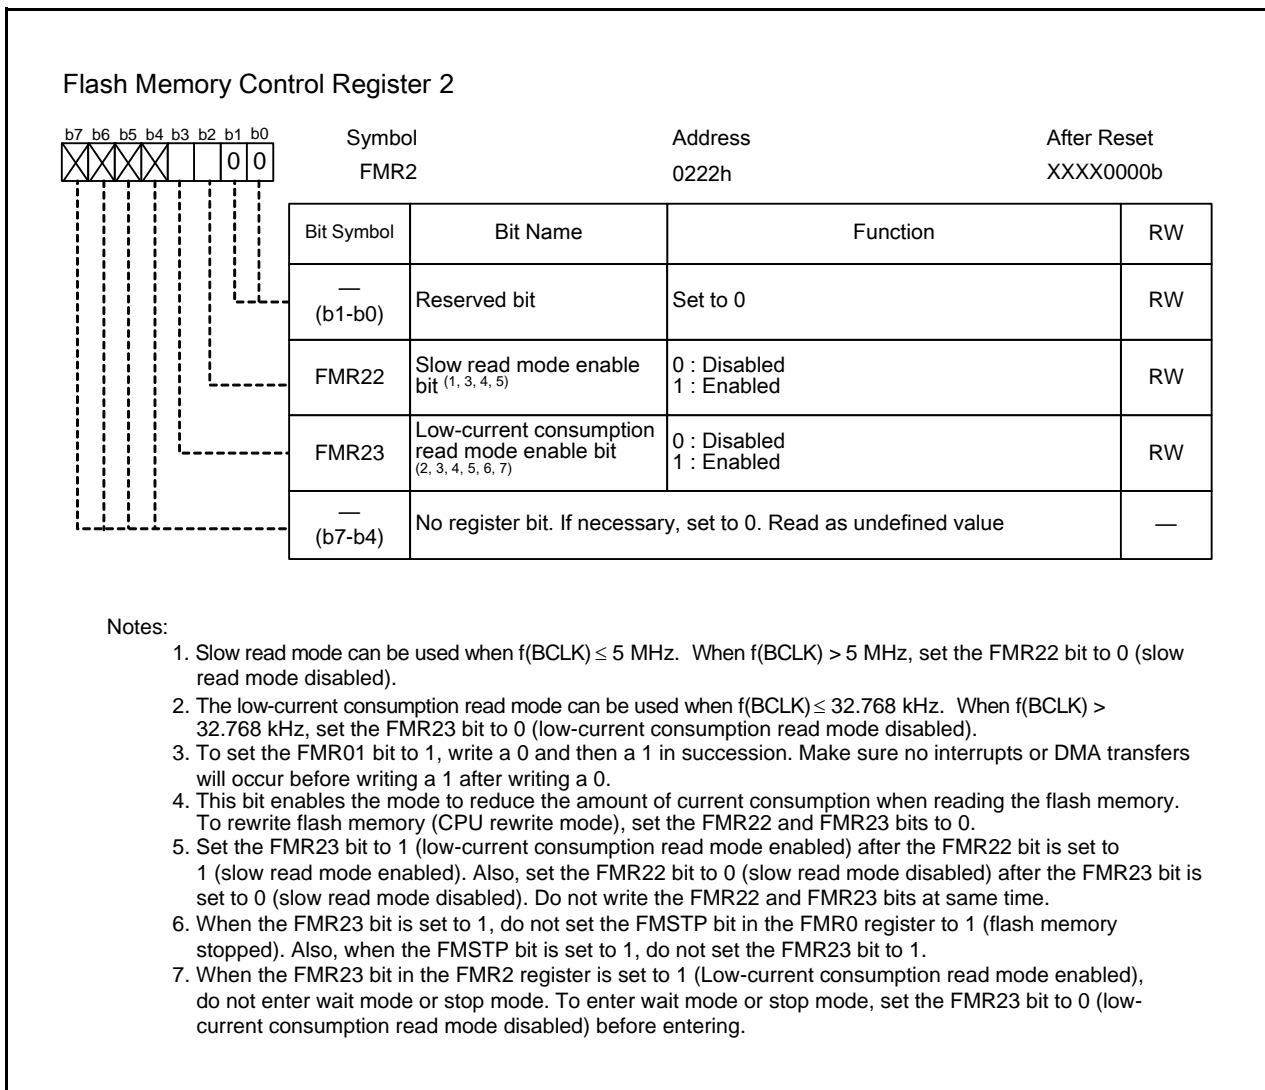 Flash Memory Control Register 2
b7 b6 b5 b4 b3 b2 b1 b0
Symbol Address After Reset
0 0
FMR2 0222h XXXX0000b
Bit Symbol Bit Name Function RW
—
(b1-b0)
Reserved bit Set to 0 RW
FMR22
Slow read mode enable
bit (1, 3, 4, 5)
0 : Disabled
1 : Enabled
RW
FMR23
Low-current consumption
read mode enable bit
(2, 3, 4, 5, 6, 7)
0 : Disabled
1 : Enabled
RW
—
(b7-b4)
No register bit. If necessary, set to 0. Read as undefined value —
Notes:
1. Slow read mode can be used when f(BCLK) ≤ 5 MHz. When f(BCLK) > 5 MHz, set the FMR22 bit to 0 (slow
read mode disabled).
2. The low-current consumption read mode can be used when f(BCLK) ≤ 32.768 kHz. When f(BCLK) >
32.768 kHz, set the FMR23 bit to 0 (low-current consumption read mode disabled).
3. To set the FMR01 bit to 1, write a 0 and then a 1 in succession. Make sure no interrupts or DMA transfers
will occur before writing a 1 after writing a 0.
4. This bit enables the mode to reduce the amount of current consumption when reading the flash memory.
To rewrite flash memory (CPU rewrite mode), set the FMR22 and FMR23 bits to 0.
5. Set the FMR23 bit to 1 (low-current consumption read mode enabled) after the FMR22 bit is set to
1 (slow read mode enabled). Also, set the FMR22 bit to 0 (slow read mode disabled) after the FMR23 bit is
set to 0 (slow read mode disabled). Do not write the FMR22 and FMR23 bits at same time.
6. When the FMR23 bit is set to 1, do not set the FMSTP bit in the FMR0 register to 1 (flash memory
stopped). Also, when the FMSTP bit is set to 1, do not set the FMR23 bit to 1.
7. When the FMR23 bit in the FMR2 register is set to 1 (Low-current consumption read mode enabled),
do not enter wait mode or stop mode. To enter wait mode or stop mode, set the FMR23 bit to 0 (low-
current consumption read mode disabled) before entering.